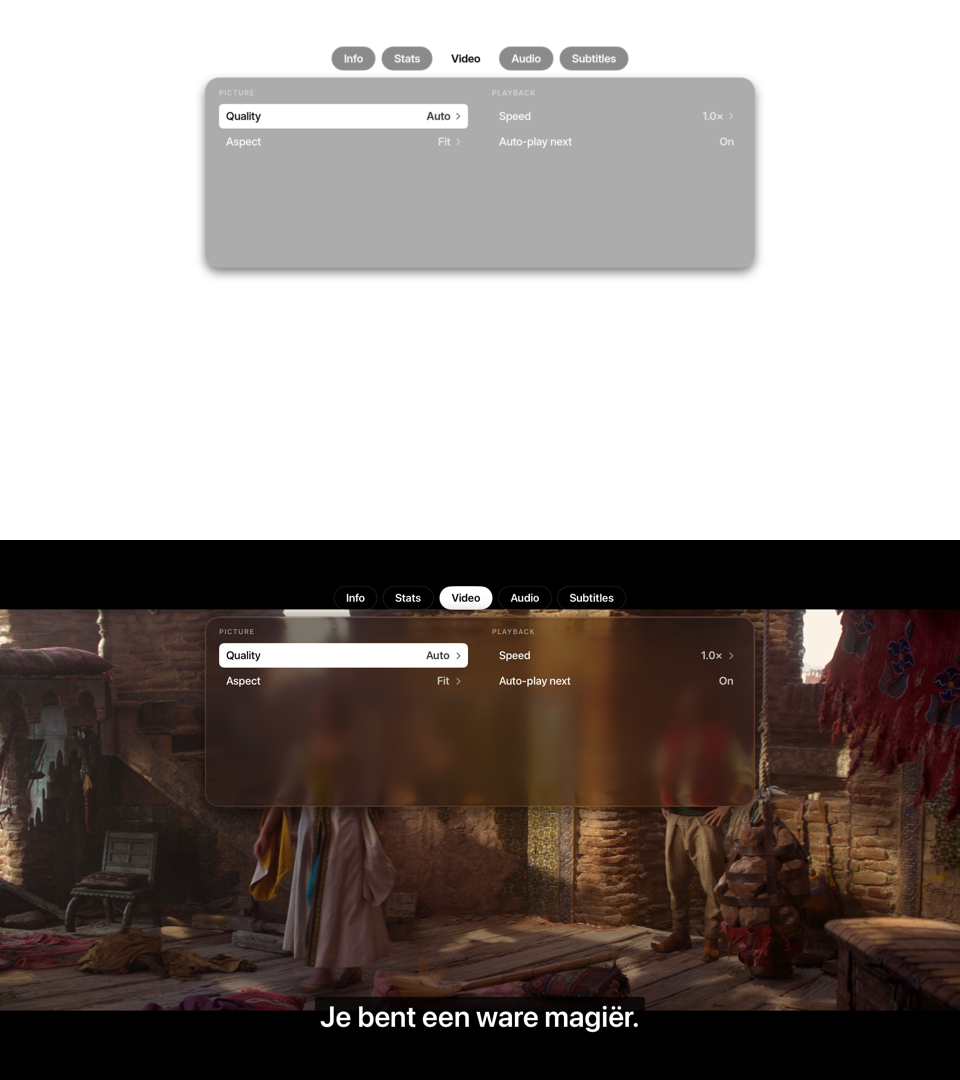 Info Stats Video Audio Subtitles
PICTURE PLAYBACK
Quality Auto Speed 1.0×
Aspect Fit Auto-play next On
Info Stats Video Audio Subtitles
PICTURE PLAYBACK
Quality Auto Speed 1.0×
Aspect Fit Auto-play next On
Je bent een ware magiër.